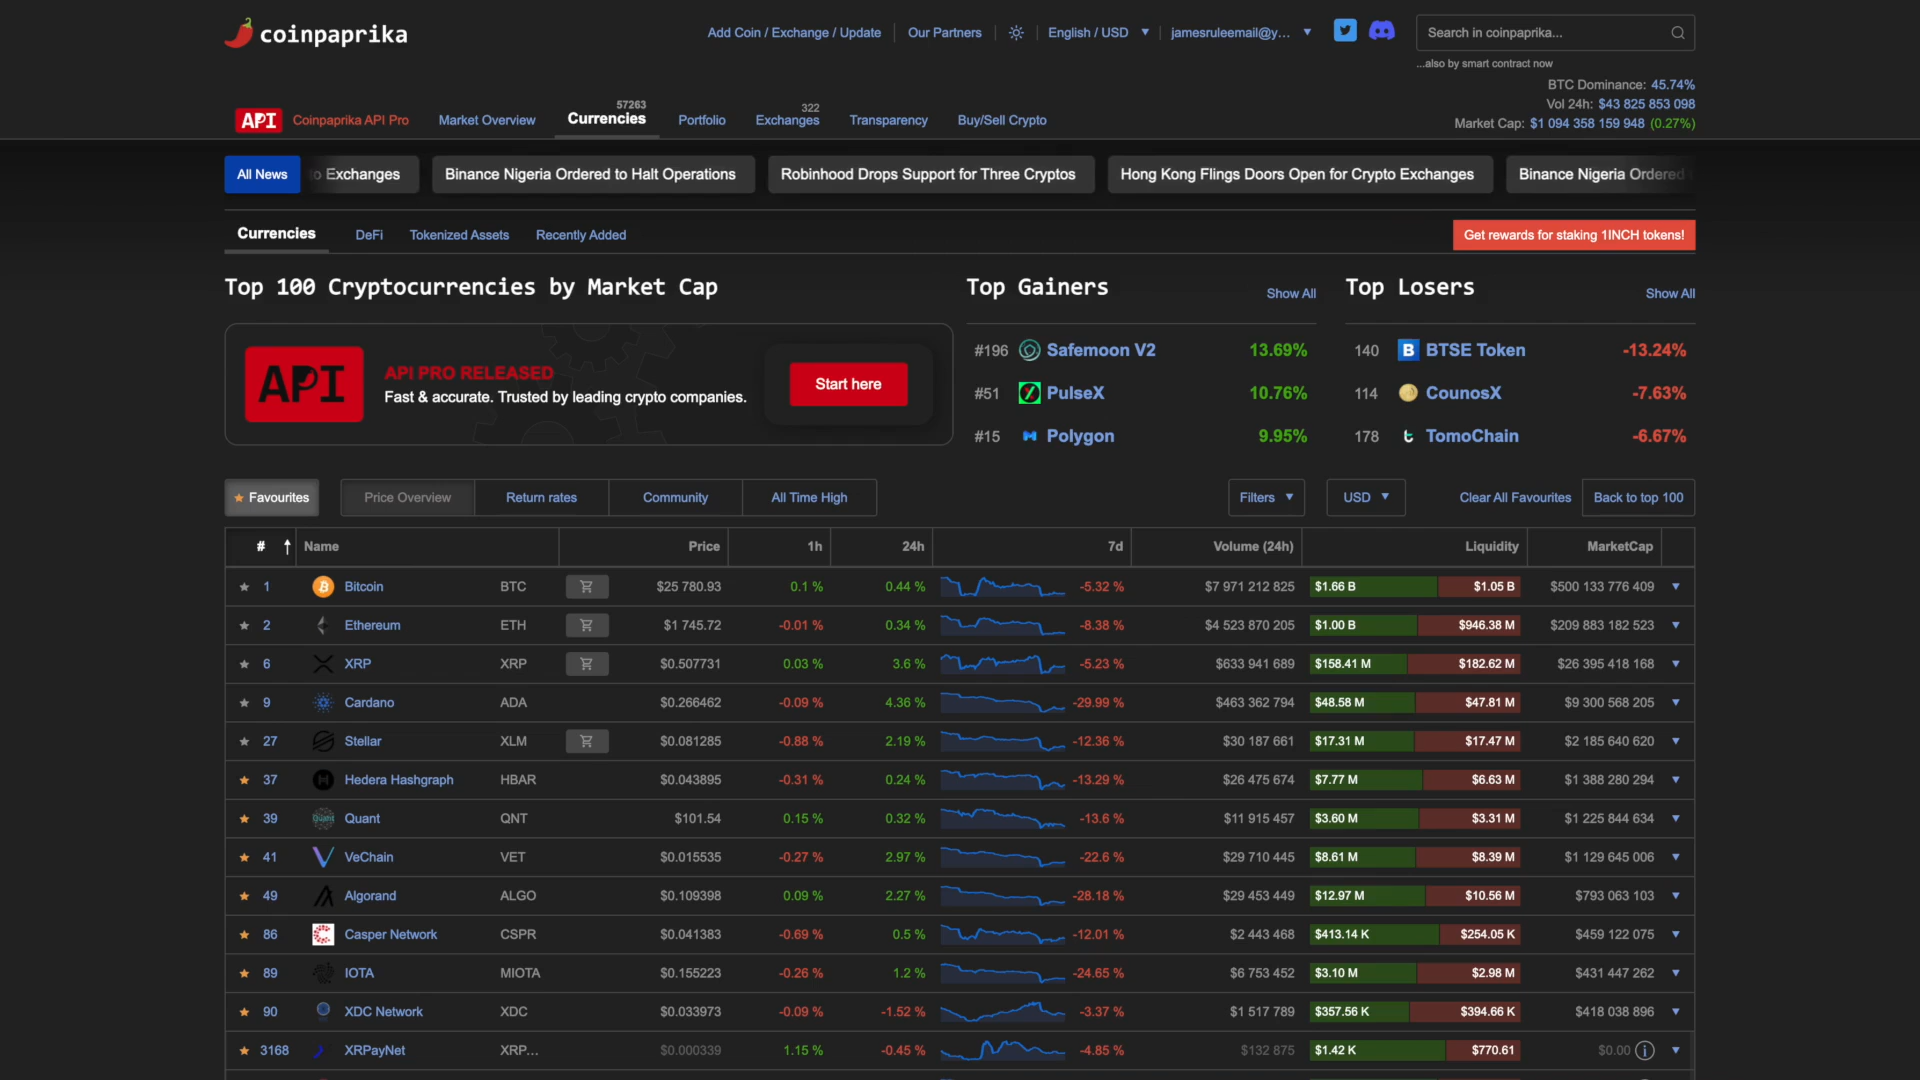 coinpaprika
Add Coin / Exchange / Update
Our Partners
English / USD
jamesruleemail@y...
Search in coinpaprika...
...also by smart contract now
BTC Dominance: 45.74%
Vol 24h: $43 825 853 098
Market Cap: $1 094 358 159 948 (0.27%)
API Coinpaprika API Pro
Market Overview
Currencies 57263
Portfolio
Exchanges 322
Transparency
Buy/Sell Crypto
All News
to Exchanges
Binance Nigeria Ordered to Halt Operations
Robinhood Drops Support for Three Cryptos
Hong Kong Flings Doors Open for Crypto Exchanges
Binance Nigeria Ordered
Currencies DeFi Tokenized Assets Recently Added
Get rewards for staking 1INCH tokens!
Top 100 Cryptocurrencies by Market Cap
API
API PRO RELEASED
Fast & accurate. Trusted by leading crypto companies.
Start here
Top Gainers Show All
#196 Safemoon V2 13.69%
#51 PulseX 10.76%
#15 Polygon 9.95%
Top Losers Show All
140 BTSE Token -13.24%
114 CounosX -7.63%
178 TomoChain -6.67%
Favourites Price Overview Return rates Community All Time High Filters USD Clear All Favourites Back to top 100
# Name Price 1h 24h 7d Volume (24h) Liquidity MarketCap
1 Bitcoin BTC $25 780.93 0.1 % 0.44 % -5.32 % $7 971 212 825 $1.66 B $1.05 B $500 133 776 409
2 Ethereum ETH $1 745.72 -0.01 % 0.34 % -8.38 % $4 523 870 205 $1.00 B $946.38 M $209 883 182 523
6 XRP XRP $0.507731 0.03 % 3.6 % -5.23 % $633 941 689 $158.41 M $182.62 M $26 395 418 168
9 Cardano ADA $0.266462 -0.09 % 4.36 % -29.99 % $463 362 794 $48.58 M $47.81 M $9 300 568 205
27 Stellar XLM $0.081285 -0.88 % 2.19 % -12.36 % $30 187 661 $17.31 M $17.47 M $2 185 640 620
37 Hedera Hashgraph HBAR $0.043895 -0.31 % 0.24 % -13.29 % $26 475 674 $7.77 M $6.63 M $1 388 280 294
39 Quant QNT $101.54 0.15 % 0.32 % -13.6 % $11 915 457 $3.60 M $3.31 M $1 225 844 634
41 VeChain VET $0.015535 -0.27 % 2.97 % -22.6 % $29 710 445 $8.61 M $8.39 M $1 129 645 006
49 Algorand ALGO $0.109398 0.09 % 2.27 % -28.18 % $29 453 449 $12.97 M $10.56 M $793 063 103
86 Casper Network CSPR $0.041383 -0.69 % 0.5 % -12.01 % $2 443 468 $413.14 K $254.05 K $459 122 075
89 IOTA MIOTA $0.155223 -0.26 % 1.2 % -24.65 % $6 753 452 $3.10 M $2.98 M $431 447 262
90 XDC Network XDC $0.033973 -0.09 % -1.52 % -3.37 % $1 517 789 $357.56 K $394.66 K $418 038 896
3168 XRPayNet XRP... $0.000339 1.15 % -0.45 % -4.85 % $132 875 $1.42 K $770.61 $0.00